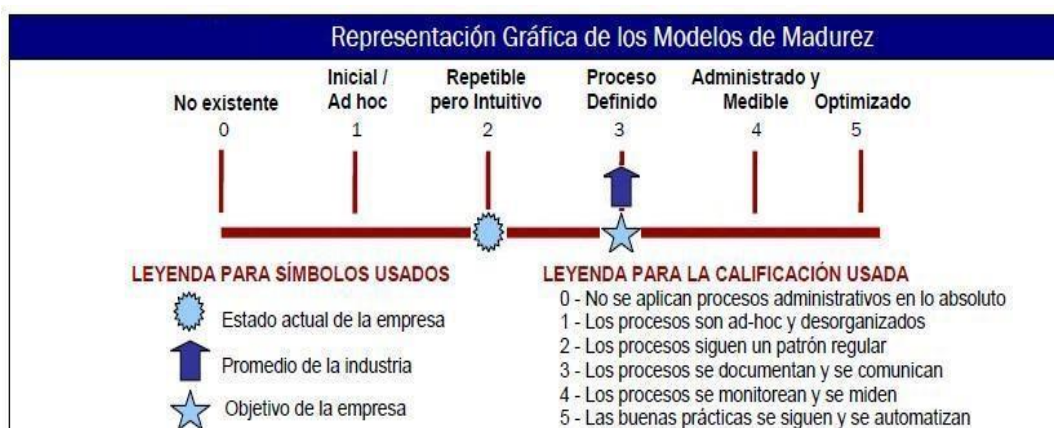 Representación Gráfica de los Modelos de Madurez
No existente
0
Inicial /
Ad hoc
1
Repetible
pero Intuitivo
2
Proceso
Definido
3
Administrado y
Medible
4
Optimizado
5
LEYENDA PARA SÍMBOLOS USADOS
Estado actual de la empresa
Promedio de la industria
Objetivo de la empresa
LEYENDA PARA LA CALIFICACIÓN USADA
0 - No se aplican procesos administrativos en lo absoluto
1 - Los procesos son ad-hoc y desorganizados
2 - Los procesos siguen un patrón regular
3 - Los procesos se documentan y se comunican
4 - Los procesos se monitorean y se miden
5 - Las buenas prácticas se siguen y se automatizan